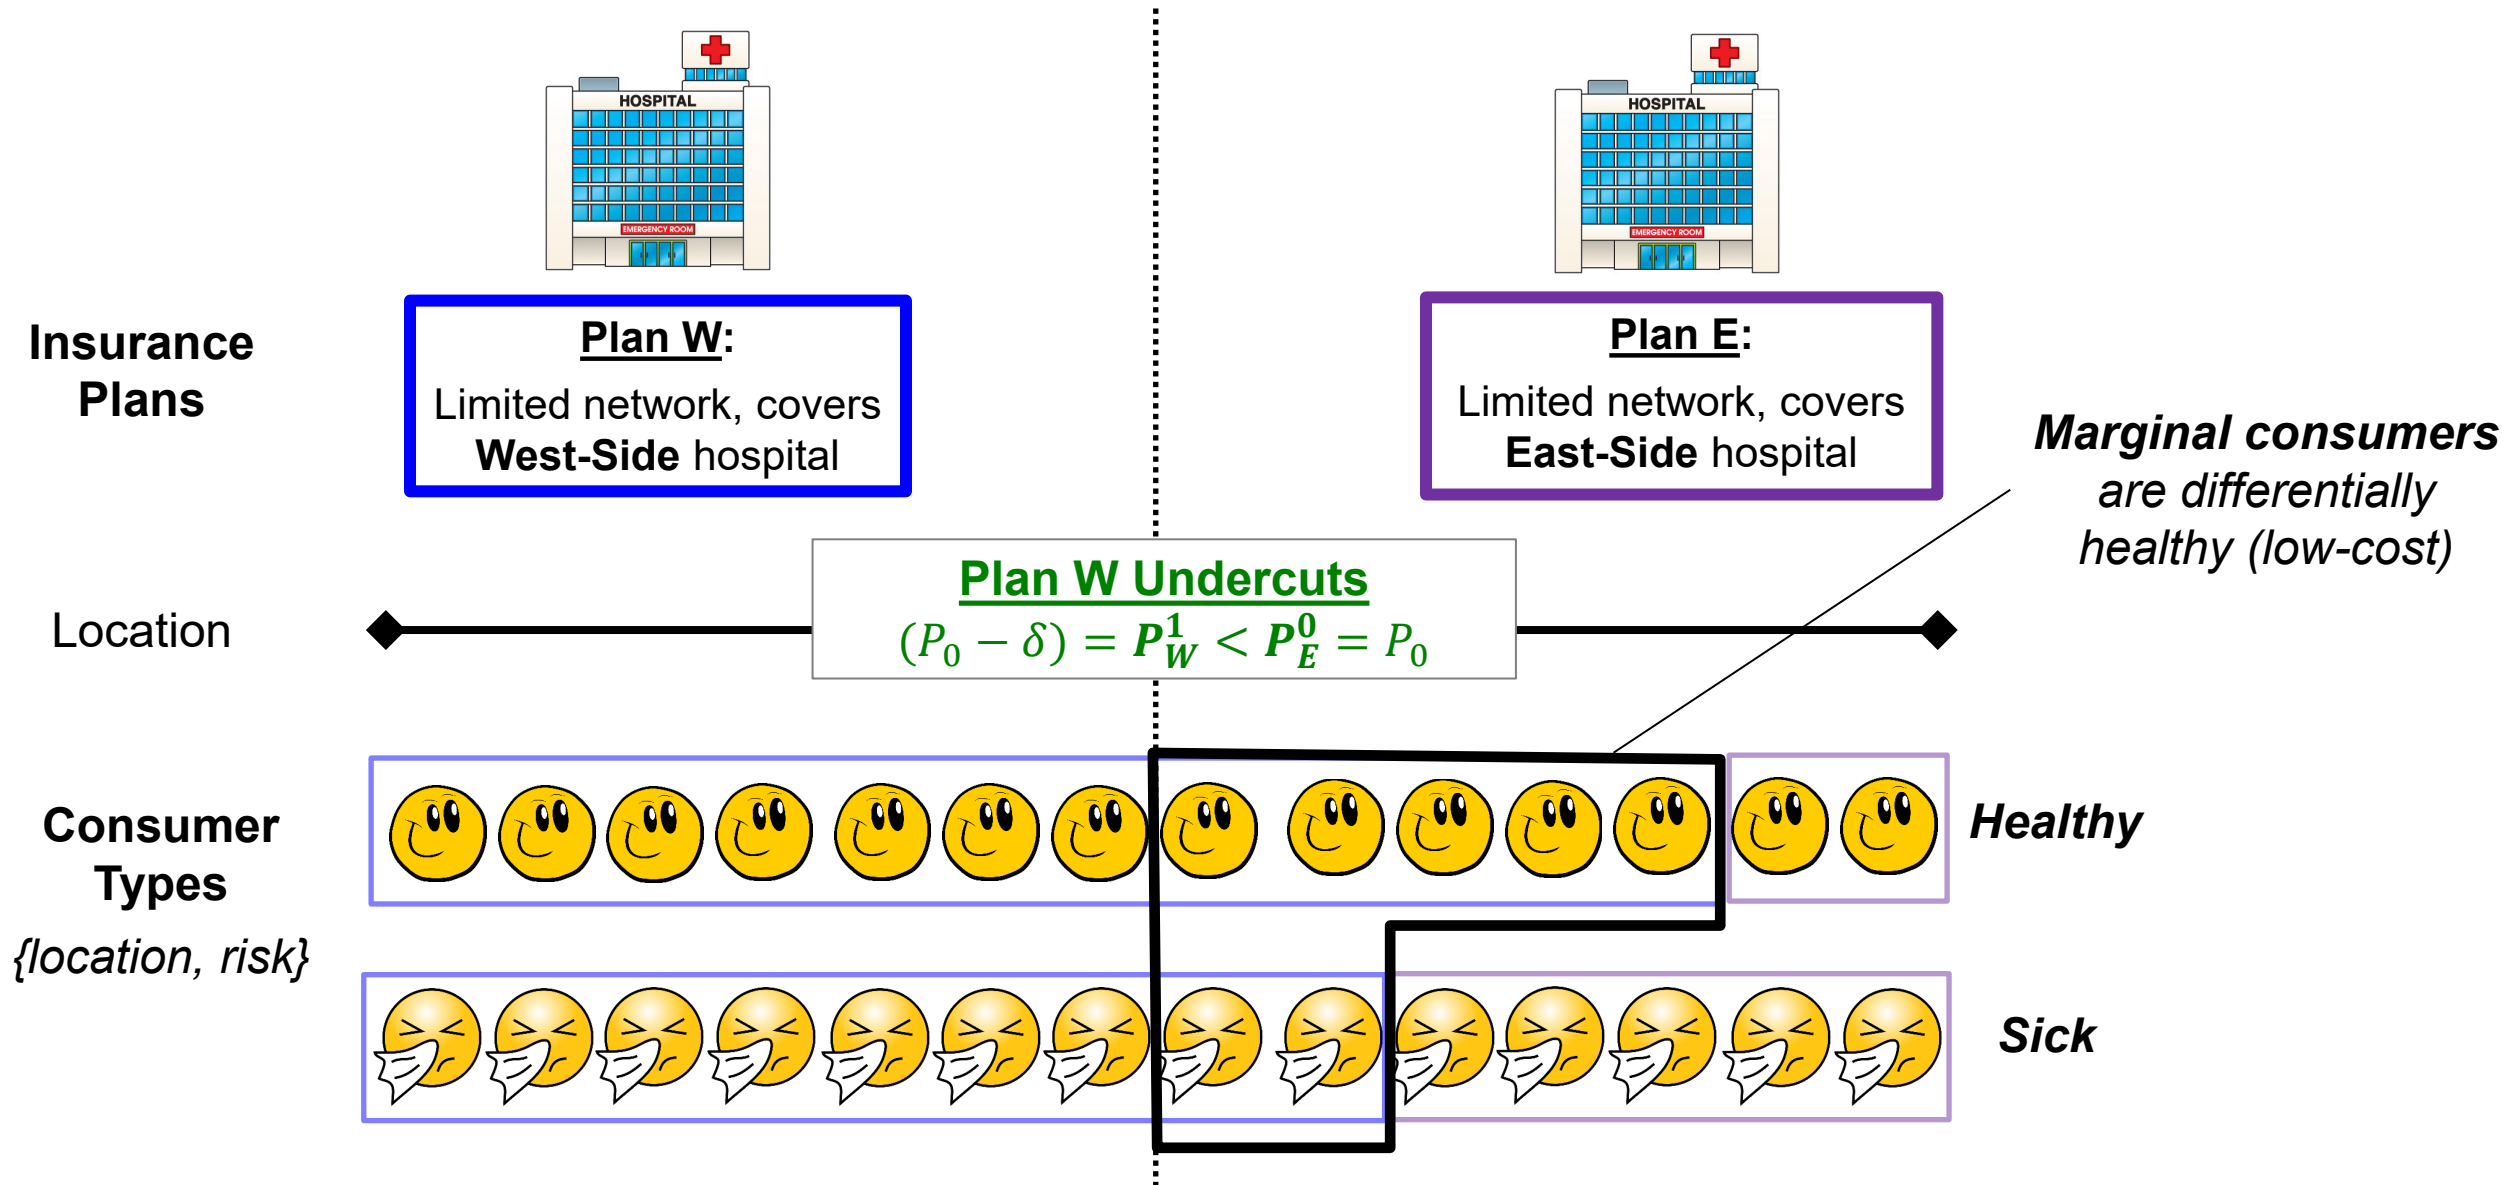 HOSPITAL
EMERGENCY ROOM
HOSPITAL
EMERGENCY ROOM
Insurance
Plans
Plan W:
Limited network, covers
West-Side hospital
Plan E:
Limited network, covers
East-Side hospital
Marginal consumers
are differentially
healthy (low-cost)
Location
Plan W Undercuts
(P₀ − δ) = P¹_W < P⁰_E = P₀
Consumer
Types
{location, risk}
Healthy
Sick